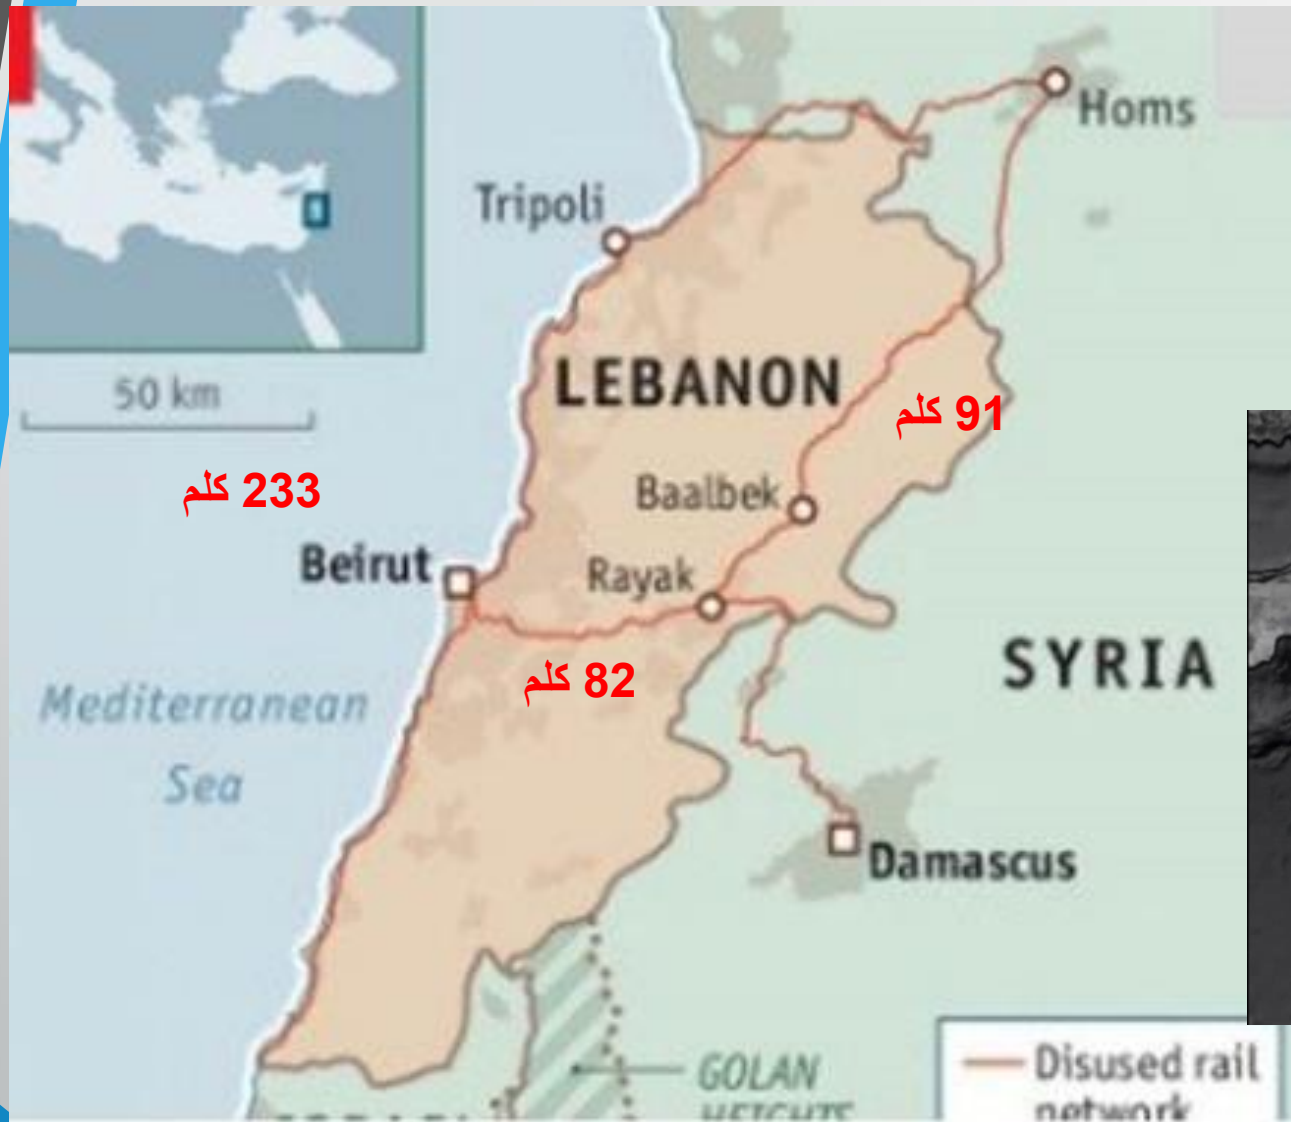 Homs
Tripoli
50 km
LEBANON
91 كلم
233 كلم
Baalbek
Beirut
Rayak
SYRIA
82 كلم
Mediterranean
Sea
Damascus
GOLAN
HEIGHTS
Disused rail
network